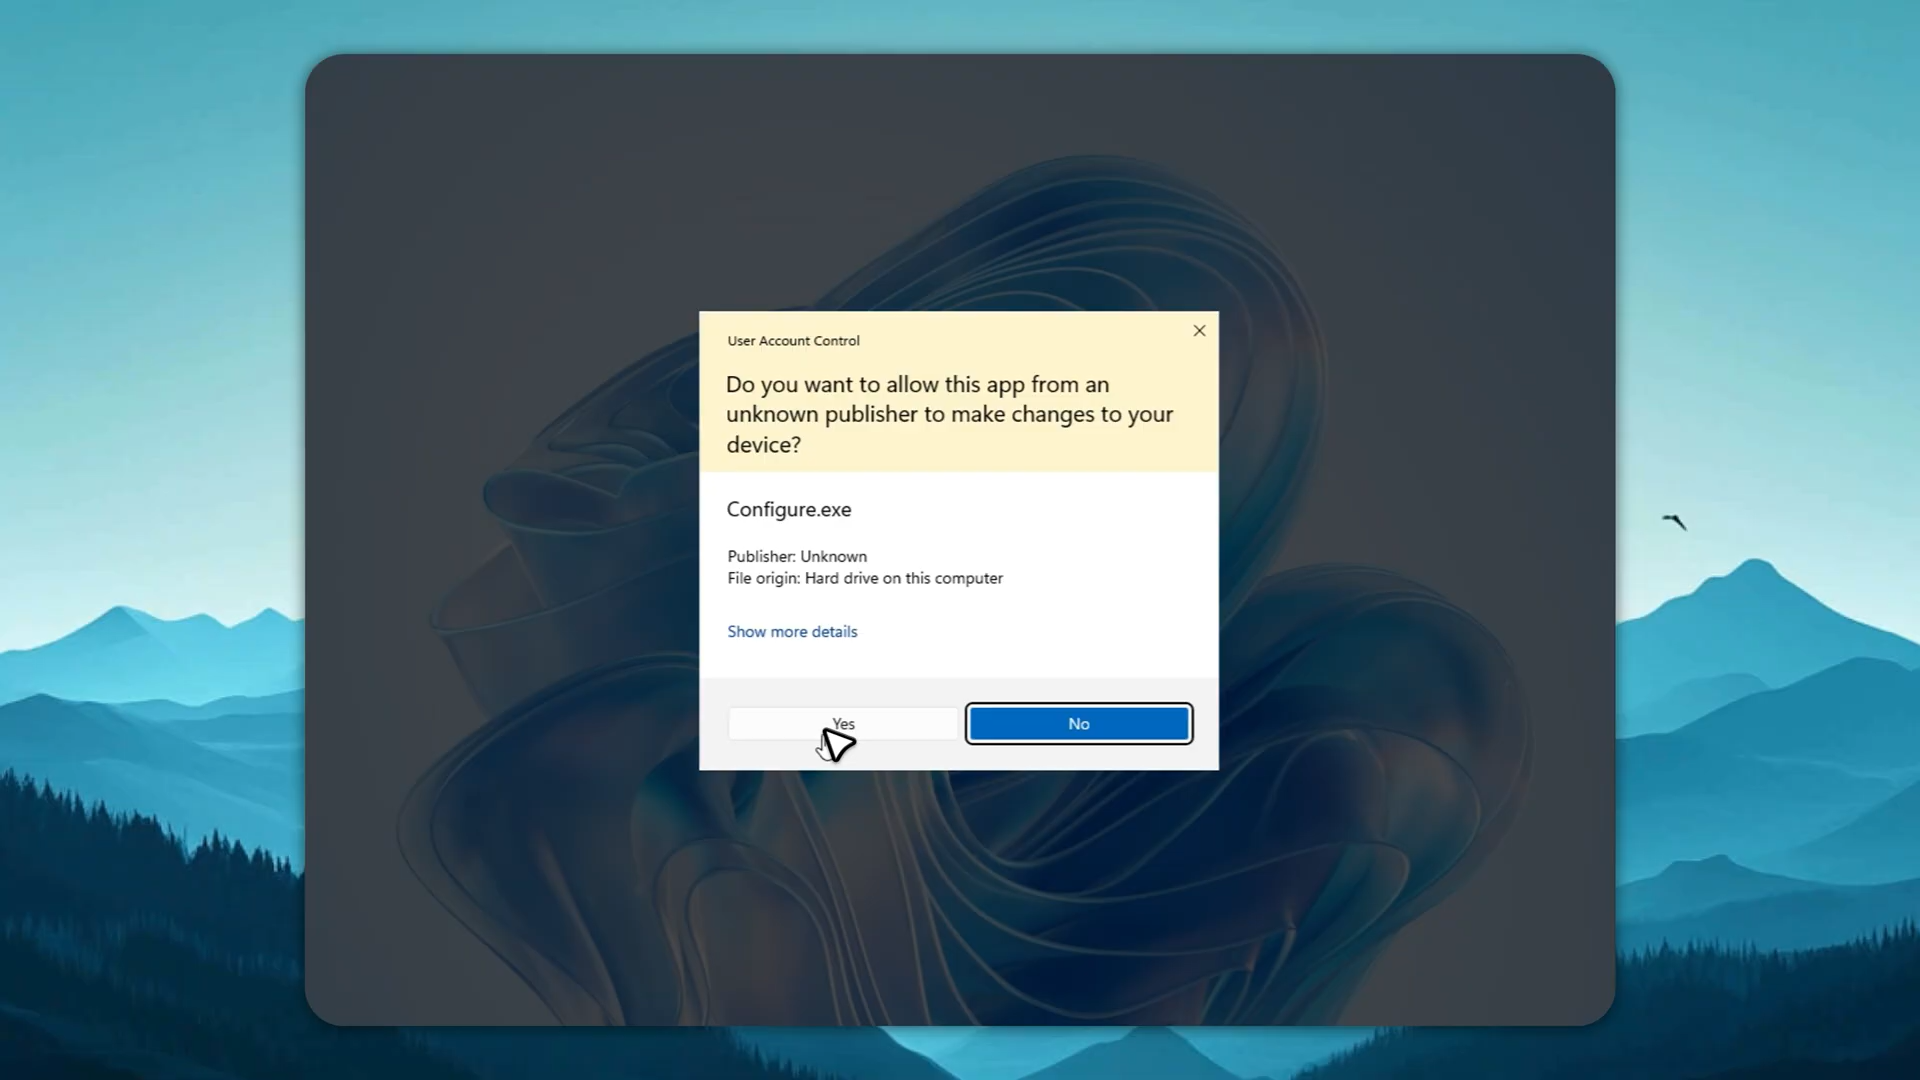 User Account Control
Do you want to allow this app from an
unknown publisher to make changes to your
device?
Configure.exe
Publisher: Unknown
File origin: Hard drive on this computer
Show more details
Yes
No